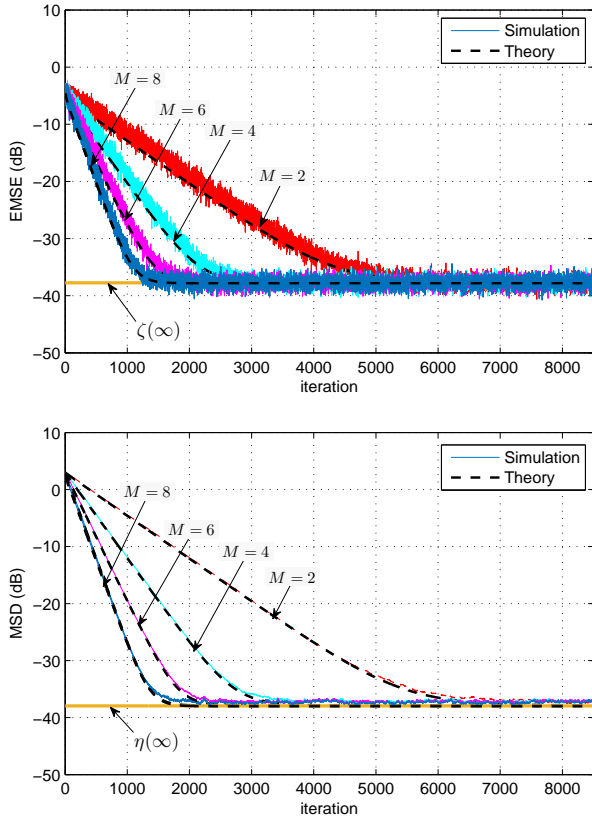 Simulation
Theory
10
0
−10
−20
−30
−40
−50
EMSE (dB)
M = 8
M = 6
M = 4
M = 2
ζ(∞)
0 1000 2000 3000 4000 5000 6000 7000 8000
iteration
Simulation
Theory
10
0
−10
−20
−30
−40
−50
MSD (dB)
M = 8
M = 6
M = 4
M = 2
η(∞)
0 1000 2000 3000 4000 5000 6000 7000 8000
iteration